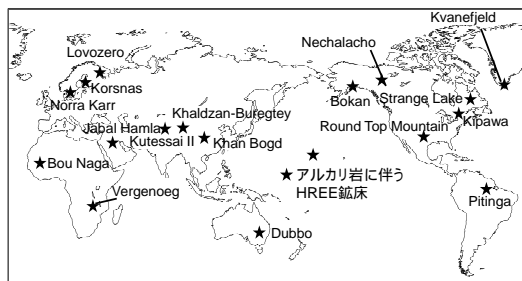 Kvanefjeld
Nechalacho
Lovozero
Korsnas
Norra Karr
Bokan
Strange Lake
Kipawa
Khaldzan-Buregtey
Jabal Hamla
Kutessai II
Khan Bogd
Round Top Mountain
Bou Naga
アルカリ岩に伴う
HREE鉱床
Pitinga
Vergenoeg
Dubbo